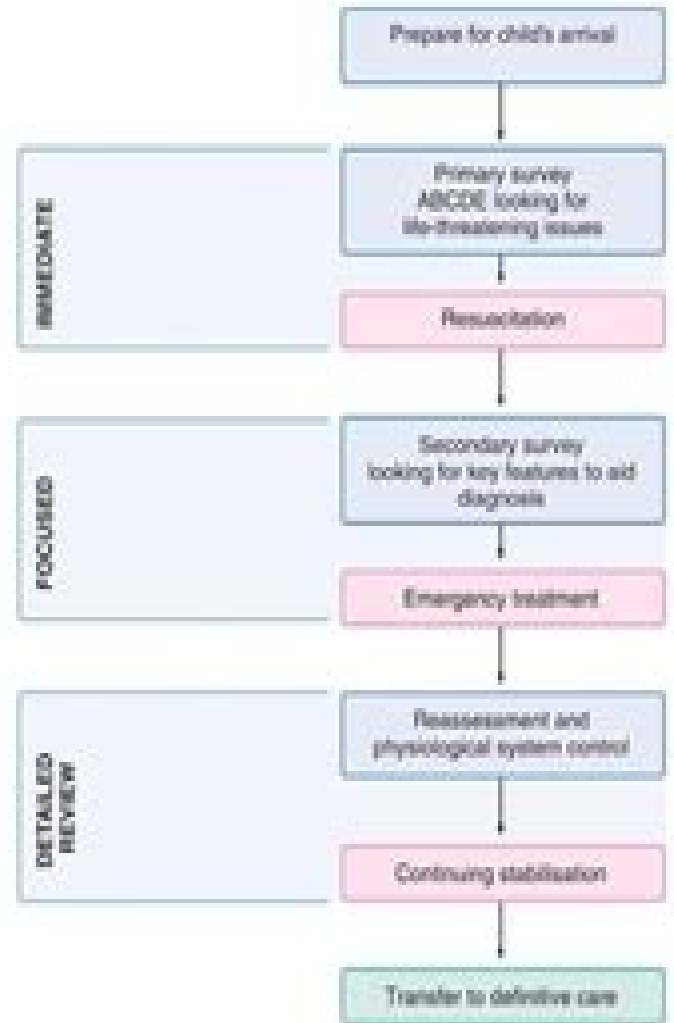 Prepare for child's arrival
IMMEDIATE
Primary survey
ABCDE looking for
life-threatening issues
Resuscitation
FOCUSED
Secondary survey
looking for key features to aid
diagnosis
Emergency treatment
DETAILED
REVIEW
Reassessment and
physiological system control
Continuing stabilisation
Transfer to definitive care